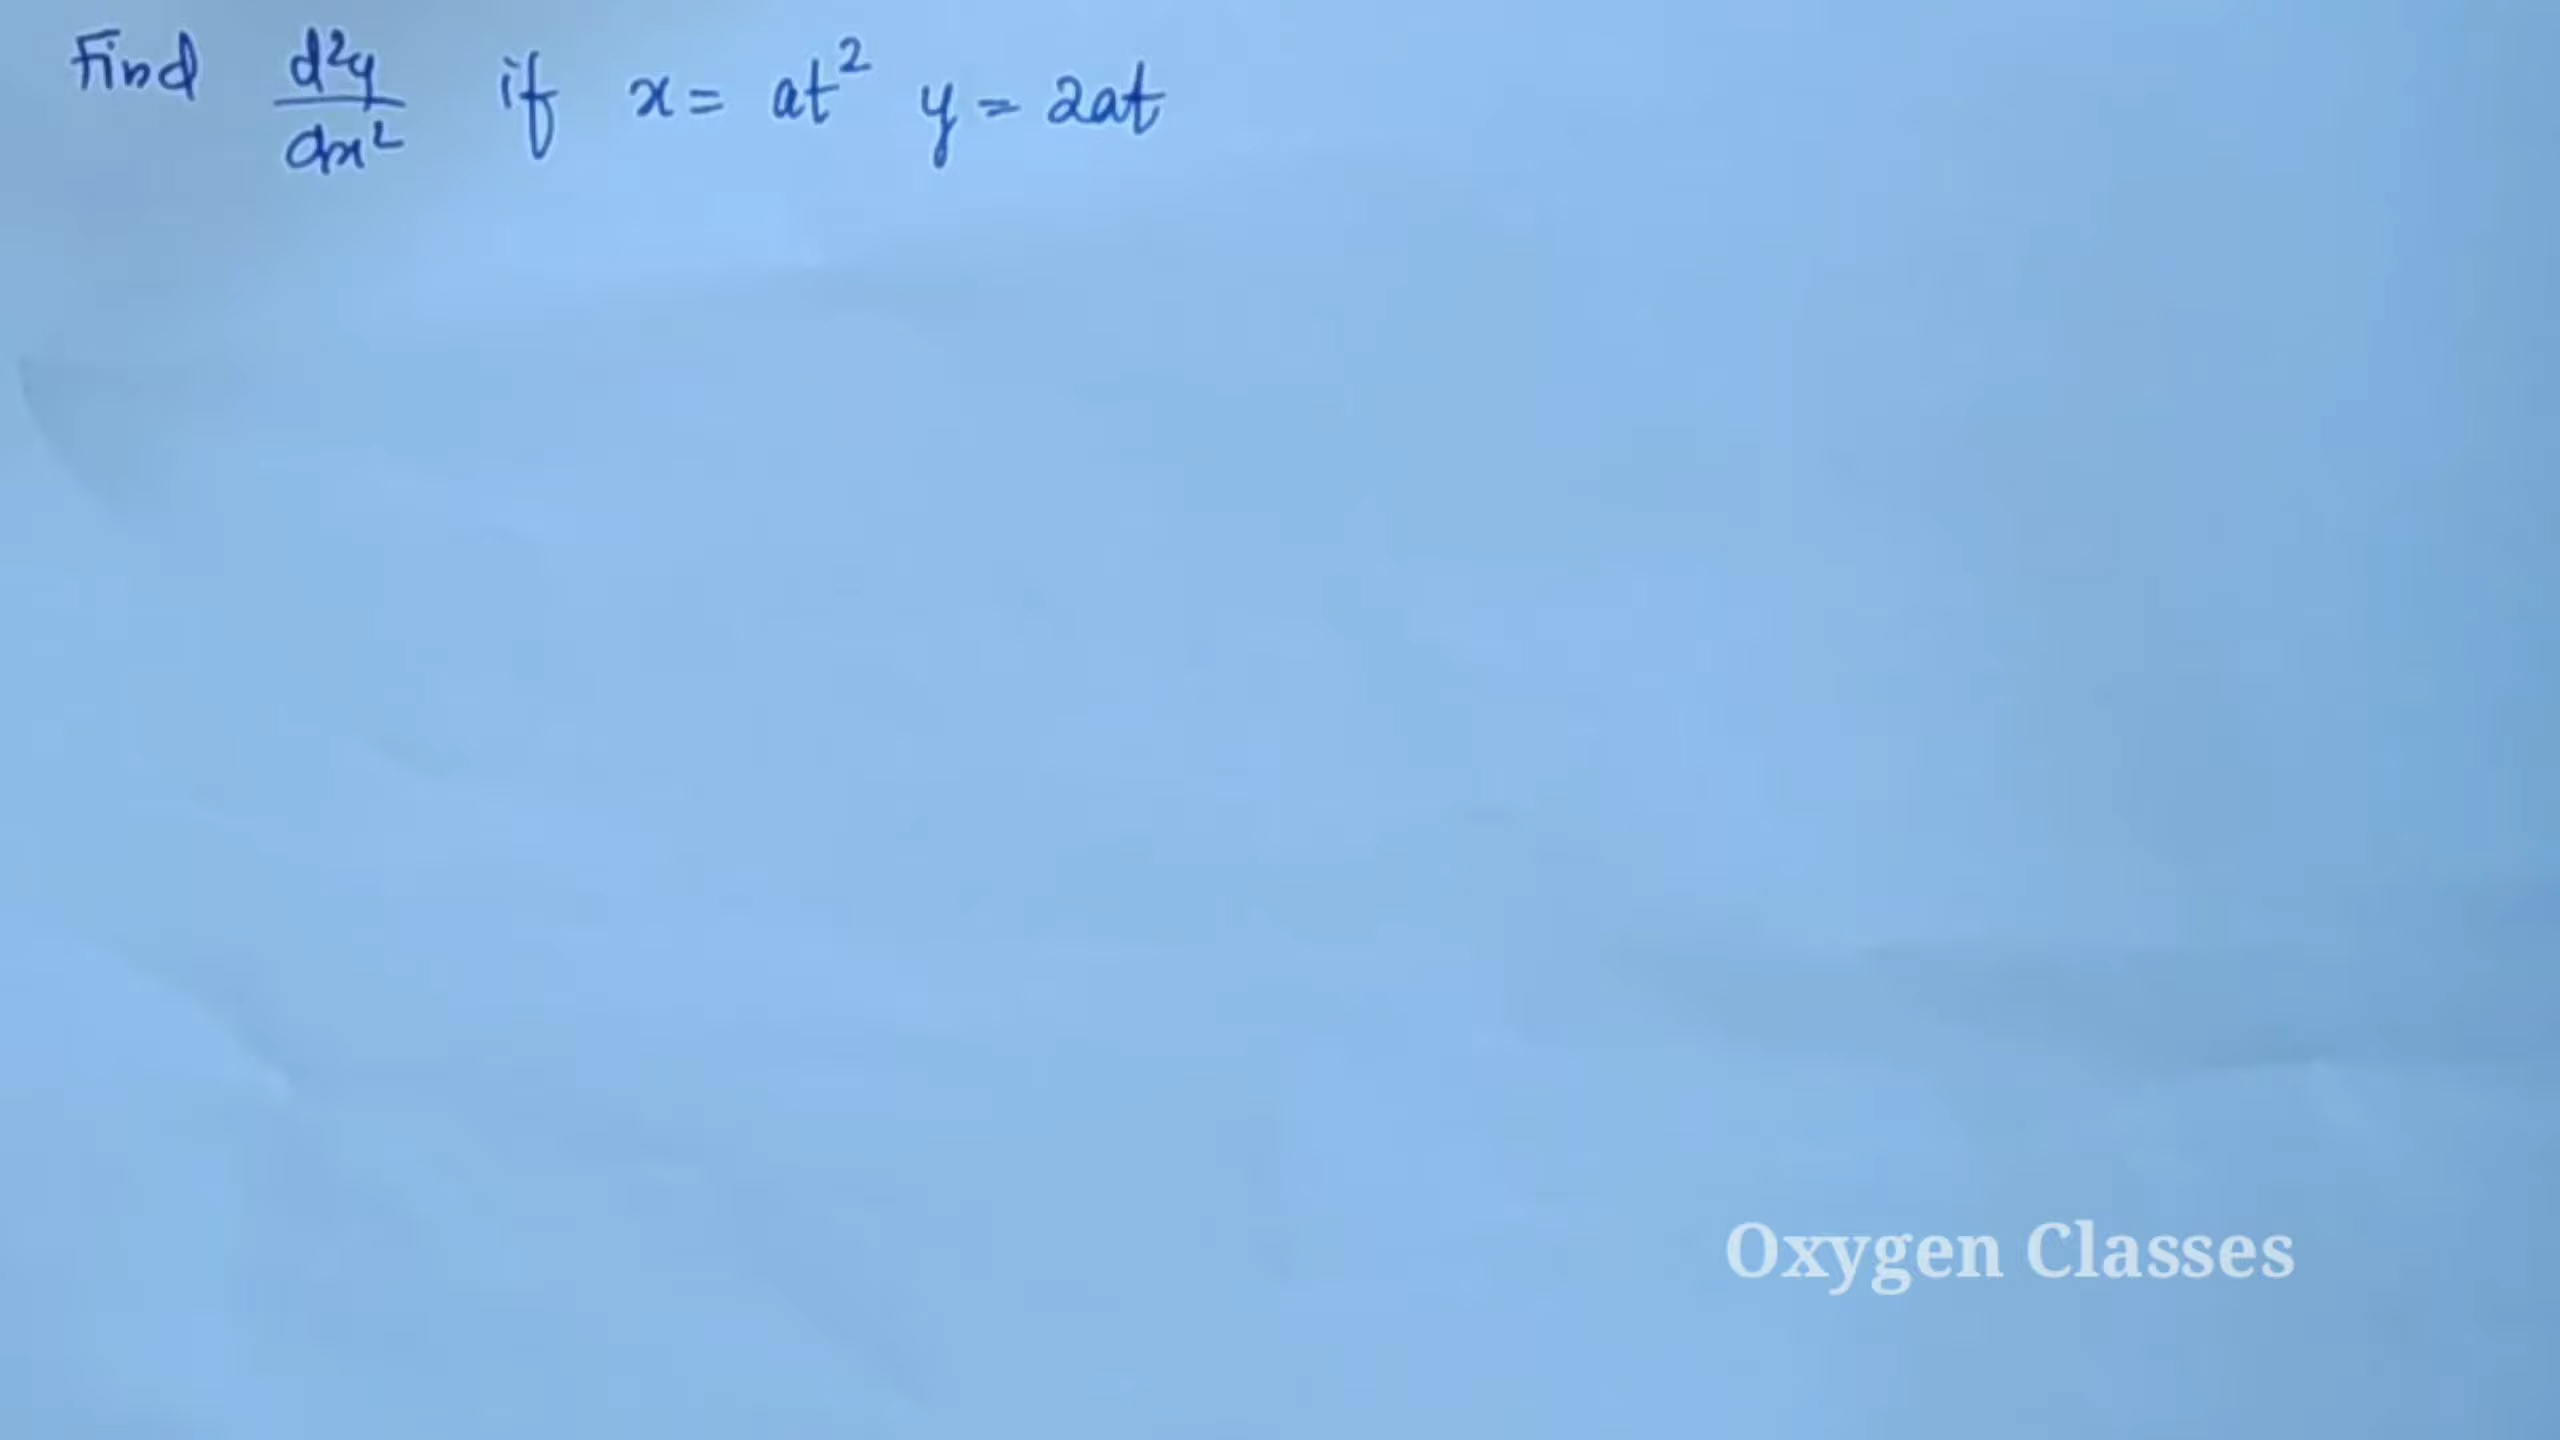 Find d²y/dx² if x = at² y = 2at
Oxygen Classes